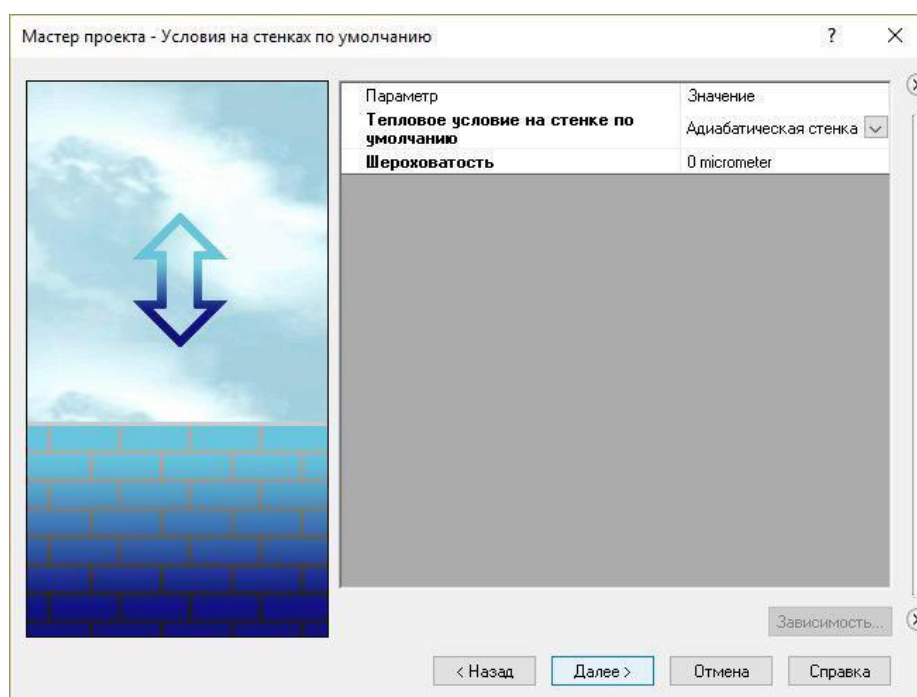 Мастер проекта - Условия на стенках по умолчанию
Параметр Значение
Тепловое условие на стенке по
умолчанию Адиабатическая стенка
Шероховатость 0 micrometer
Зависимость...
< Назад Далее > Отмена Справка